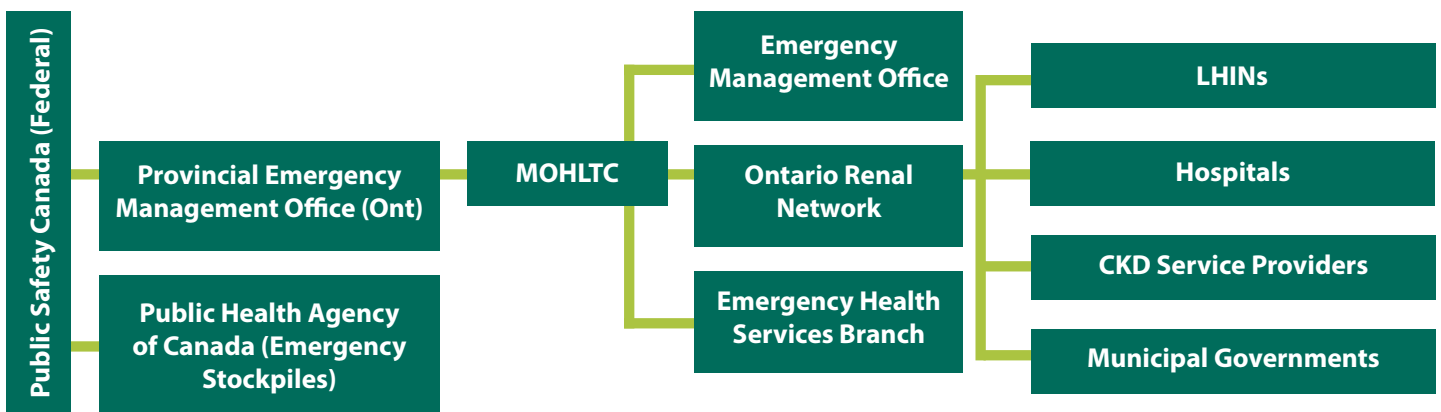 Public Safety Canada (Federal)
Provincial Emergency
Management Office (Ont)
Public Health Agency
of Canada (Emergency
Stockpiles)
MOHLTC
Emergency
Management Office
Ontario Renal
Network
Emergency Health
Services Branch
LHINs
Hospitals
CKD Service Providers
Municipal Governments